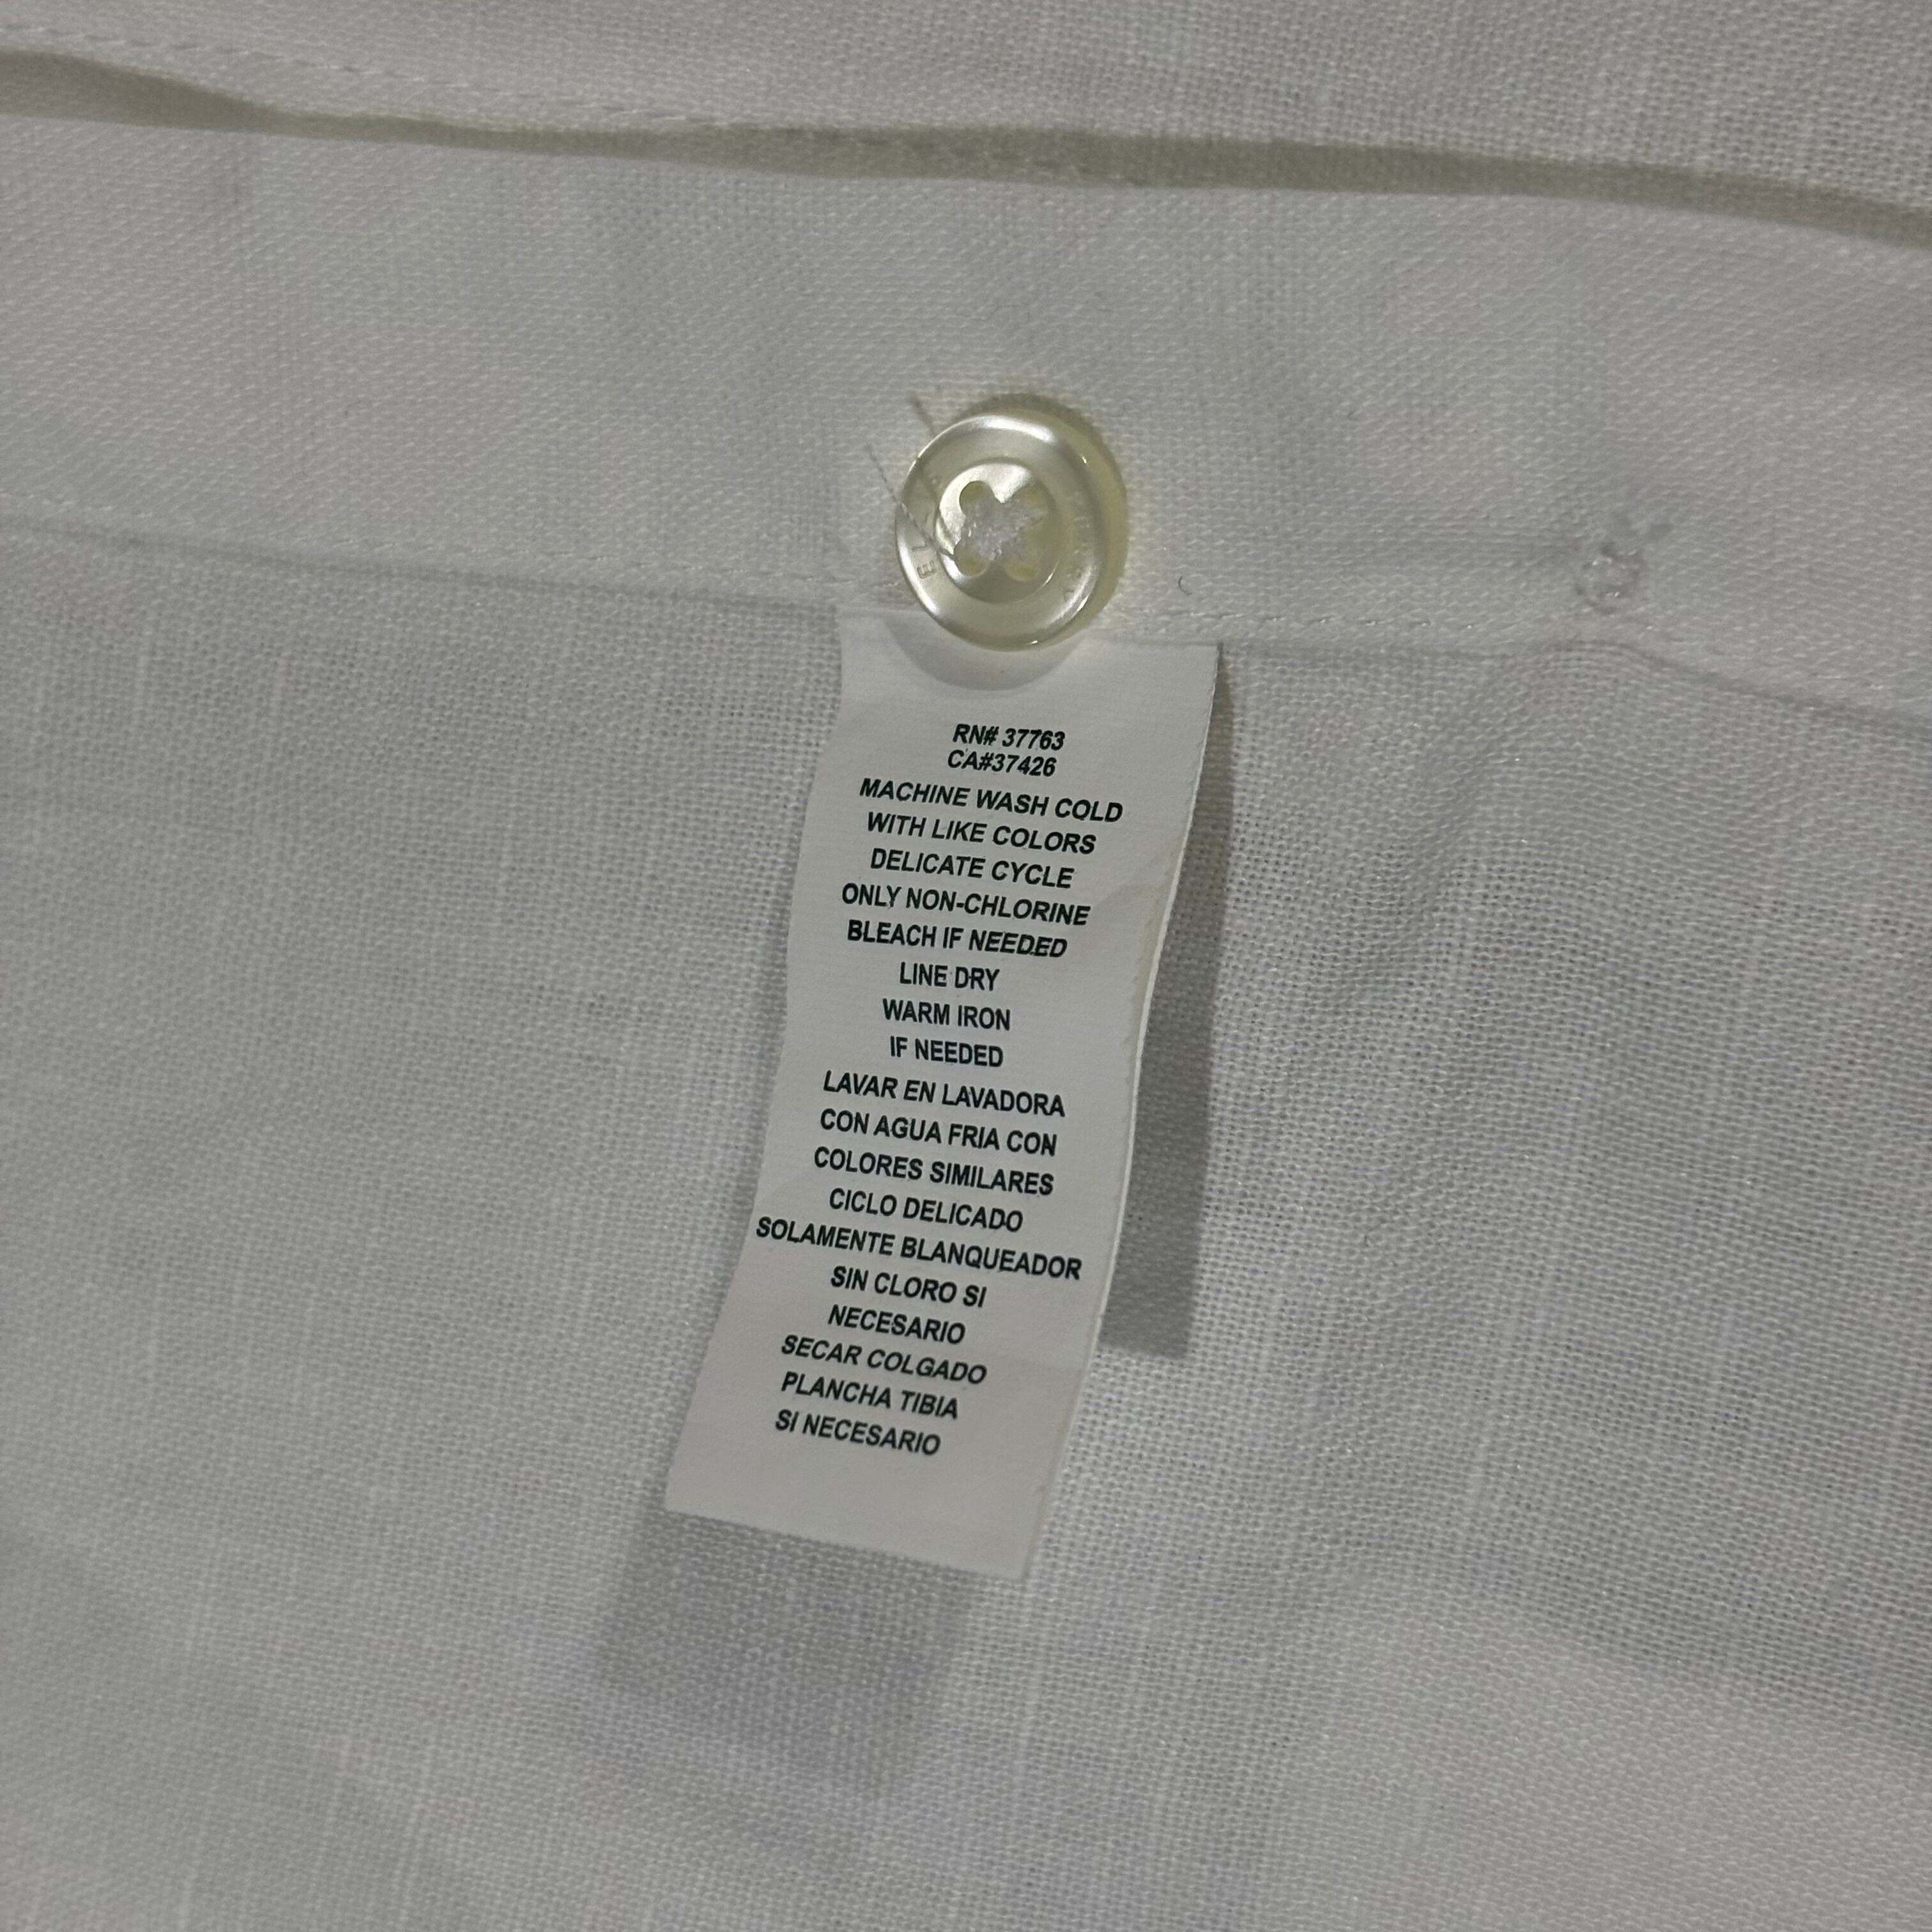 RN# 37763
CA#37426
MACHINE WASH COLD
WITH LIKE COLORS
DELICATE CYCLE
ONLY NON-CHLORINE
BLEACH IF NEEDED
LINE DRY
WARM IRON
IF NEEDED
LAVAR EN LAVADORA
CON AGUA FRIA CON
COLORES SIMILARES
CICLO DELICADO
SOLAMENTE BLANQUEADOR
SIN CLORO SI
NECESARIO
SECAR COLGADO
PLANCHA TIBIA
SI NECESARIO